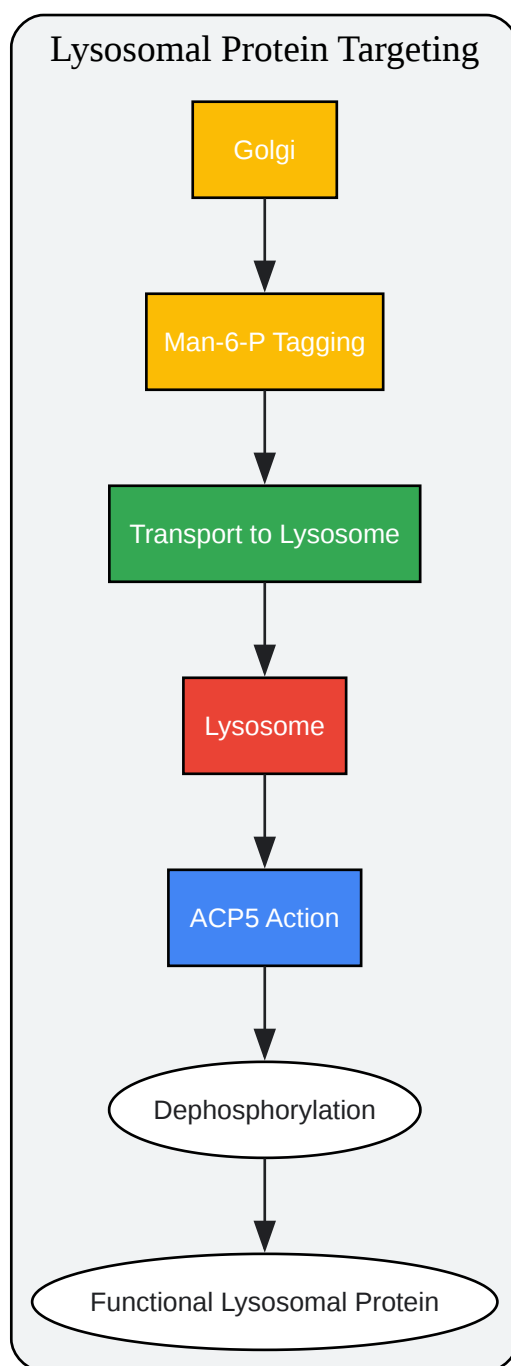 Lysosomal Protein Targeting
Golgi
Man-6-P Tagging
Transport to Lysosome
Lysosome
ACP5 Action
Dephosphorylation
Functional Lysosomal Protein